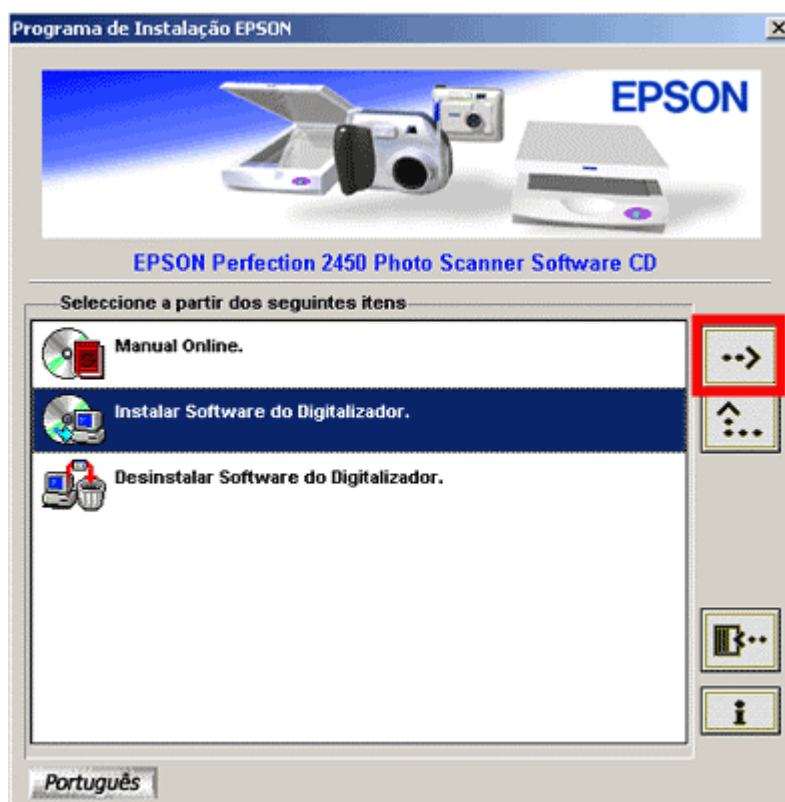 Programa de Instalação EPSON
EPSON
EPSON Perfection 2450 Photo Scanner Software CD
Seleccione a partir dos seguintes itens
Manual Online.
Instalar Software do Digitalizador.
Desinstalar Software do Digitalizador.
Português